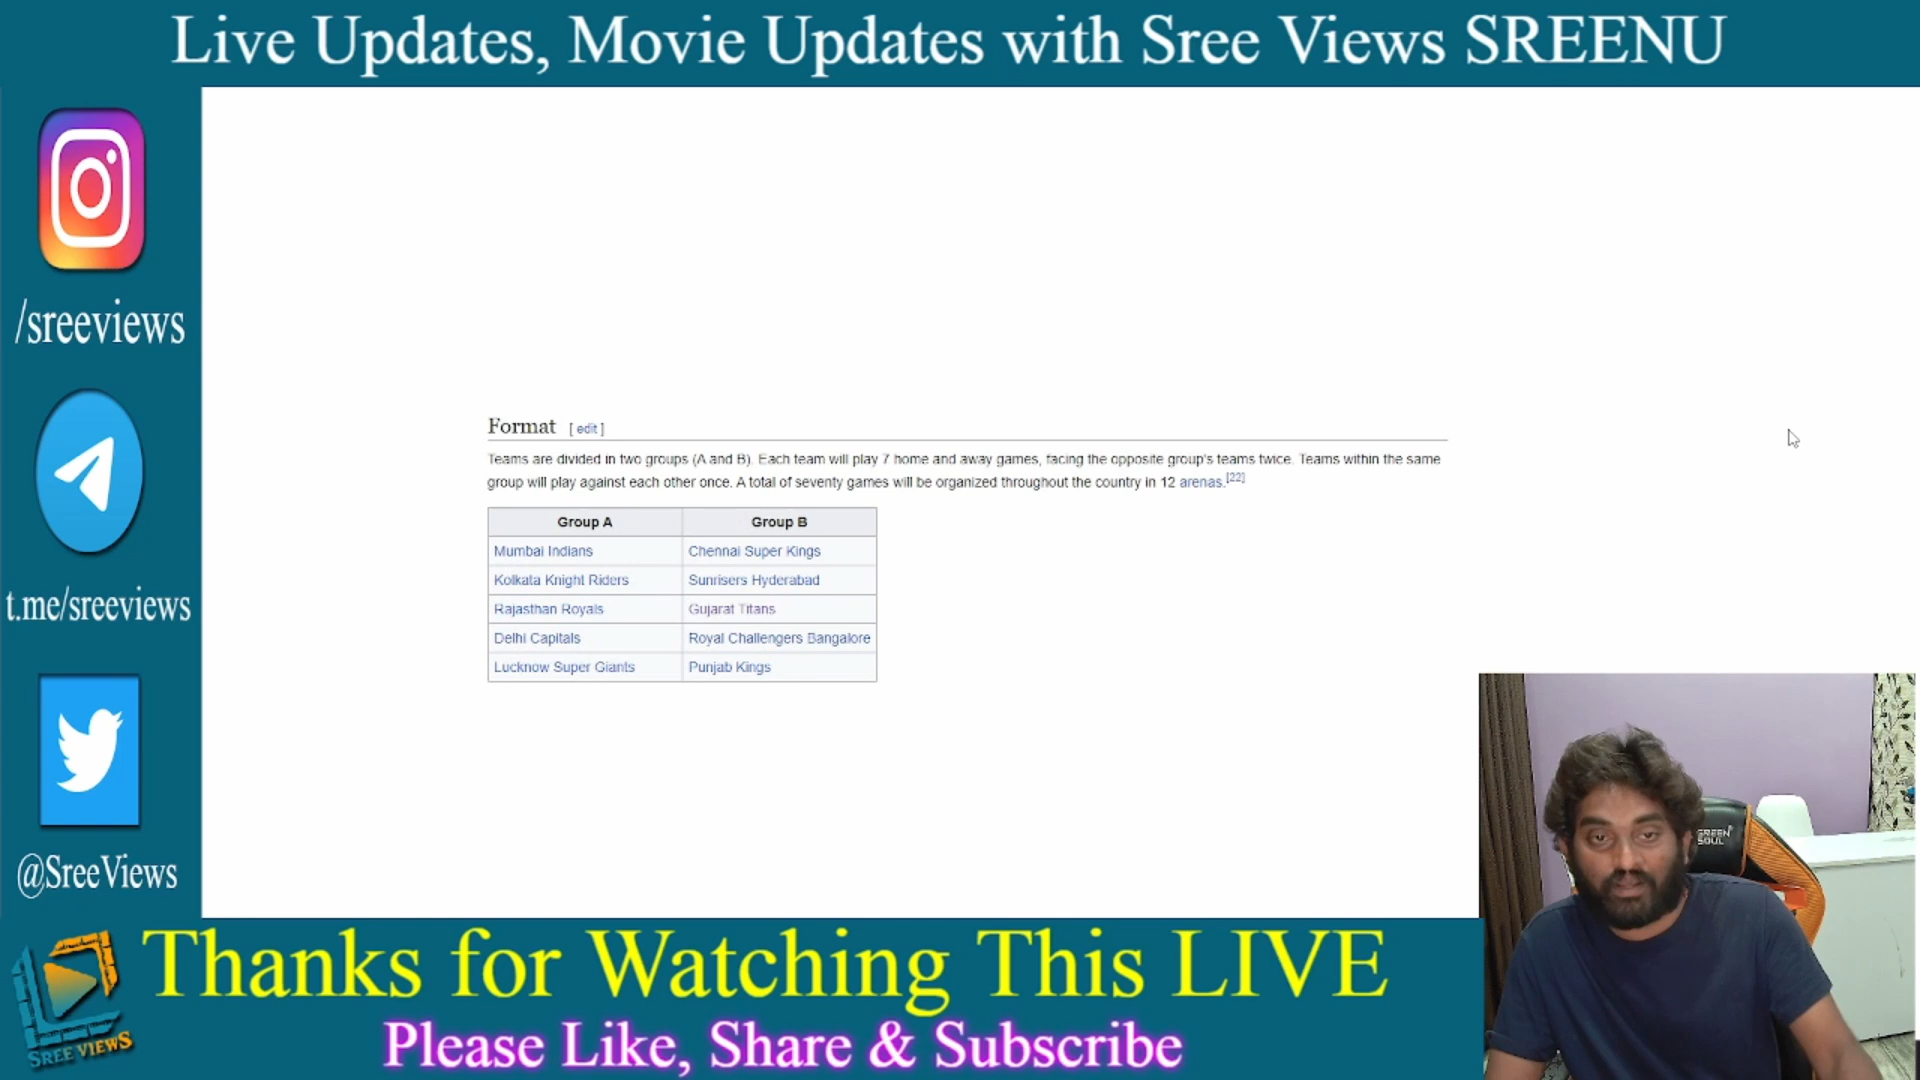 Live Updates, Movie Updates with Sree Views SREENU
/sreeviews
t.me/sreeviews
@SreeViews
Format [ edit ]
Teams are divided in two groups (A and B). Each team will play 7 home and away games, facing the opposite group's teams twice. Teams within the same
group will play against each other once. A total of seventy games will be organized throughout the country in 12 arenas.[22]
Group A Group B
Mumbai Indians Chennai Super Kings
Kolkata Knight Riders Sunrisers Hyderabad
Rajasthan Royals Gujarat Titans
Delhi Capitals Royal Challengers Bangalore
Lucknow Super Giants Punjab Kings
GREEN
SOUL
Thanks for Watching This LIVE
Please Like, Share & Subscribe
SREE VIEWS